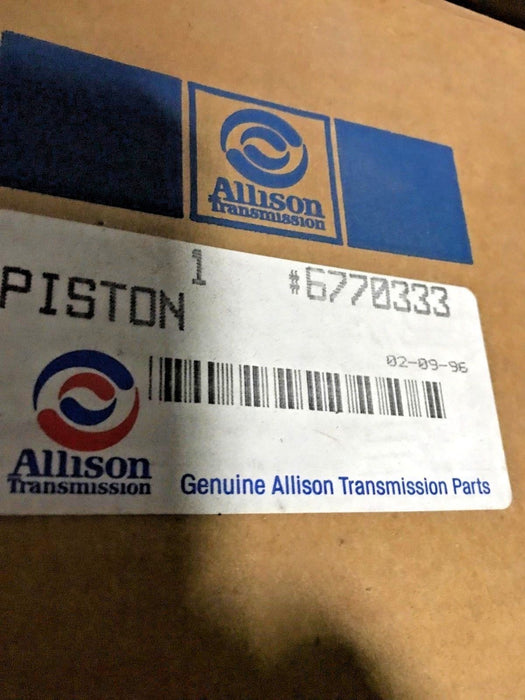 Allison
Transmission
PISTON 1 #6770333
02-09-96
Allison
Transmission
Genuine Allison Transmission Parts